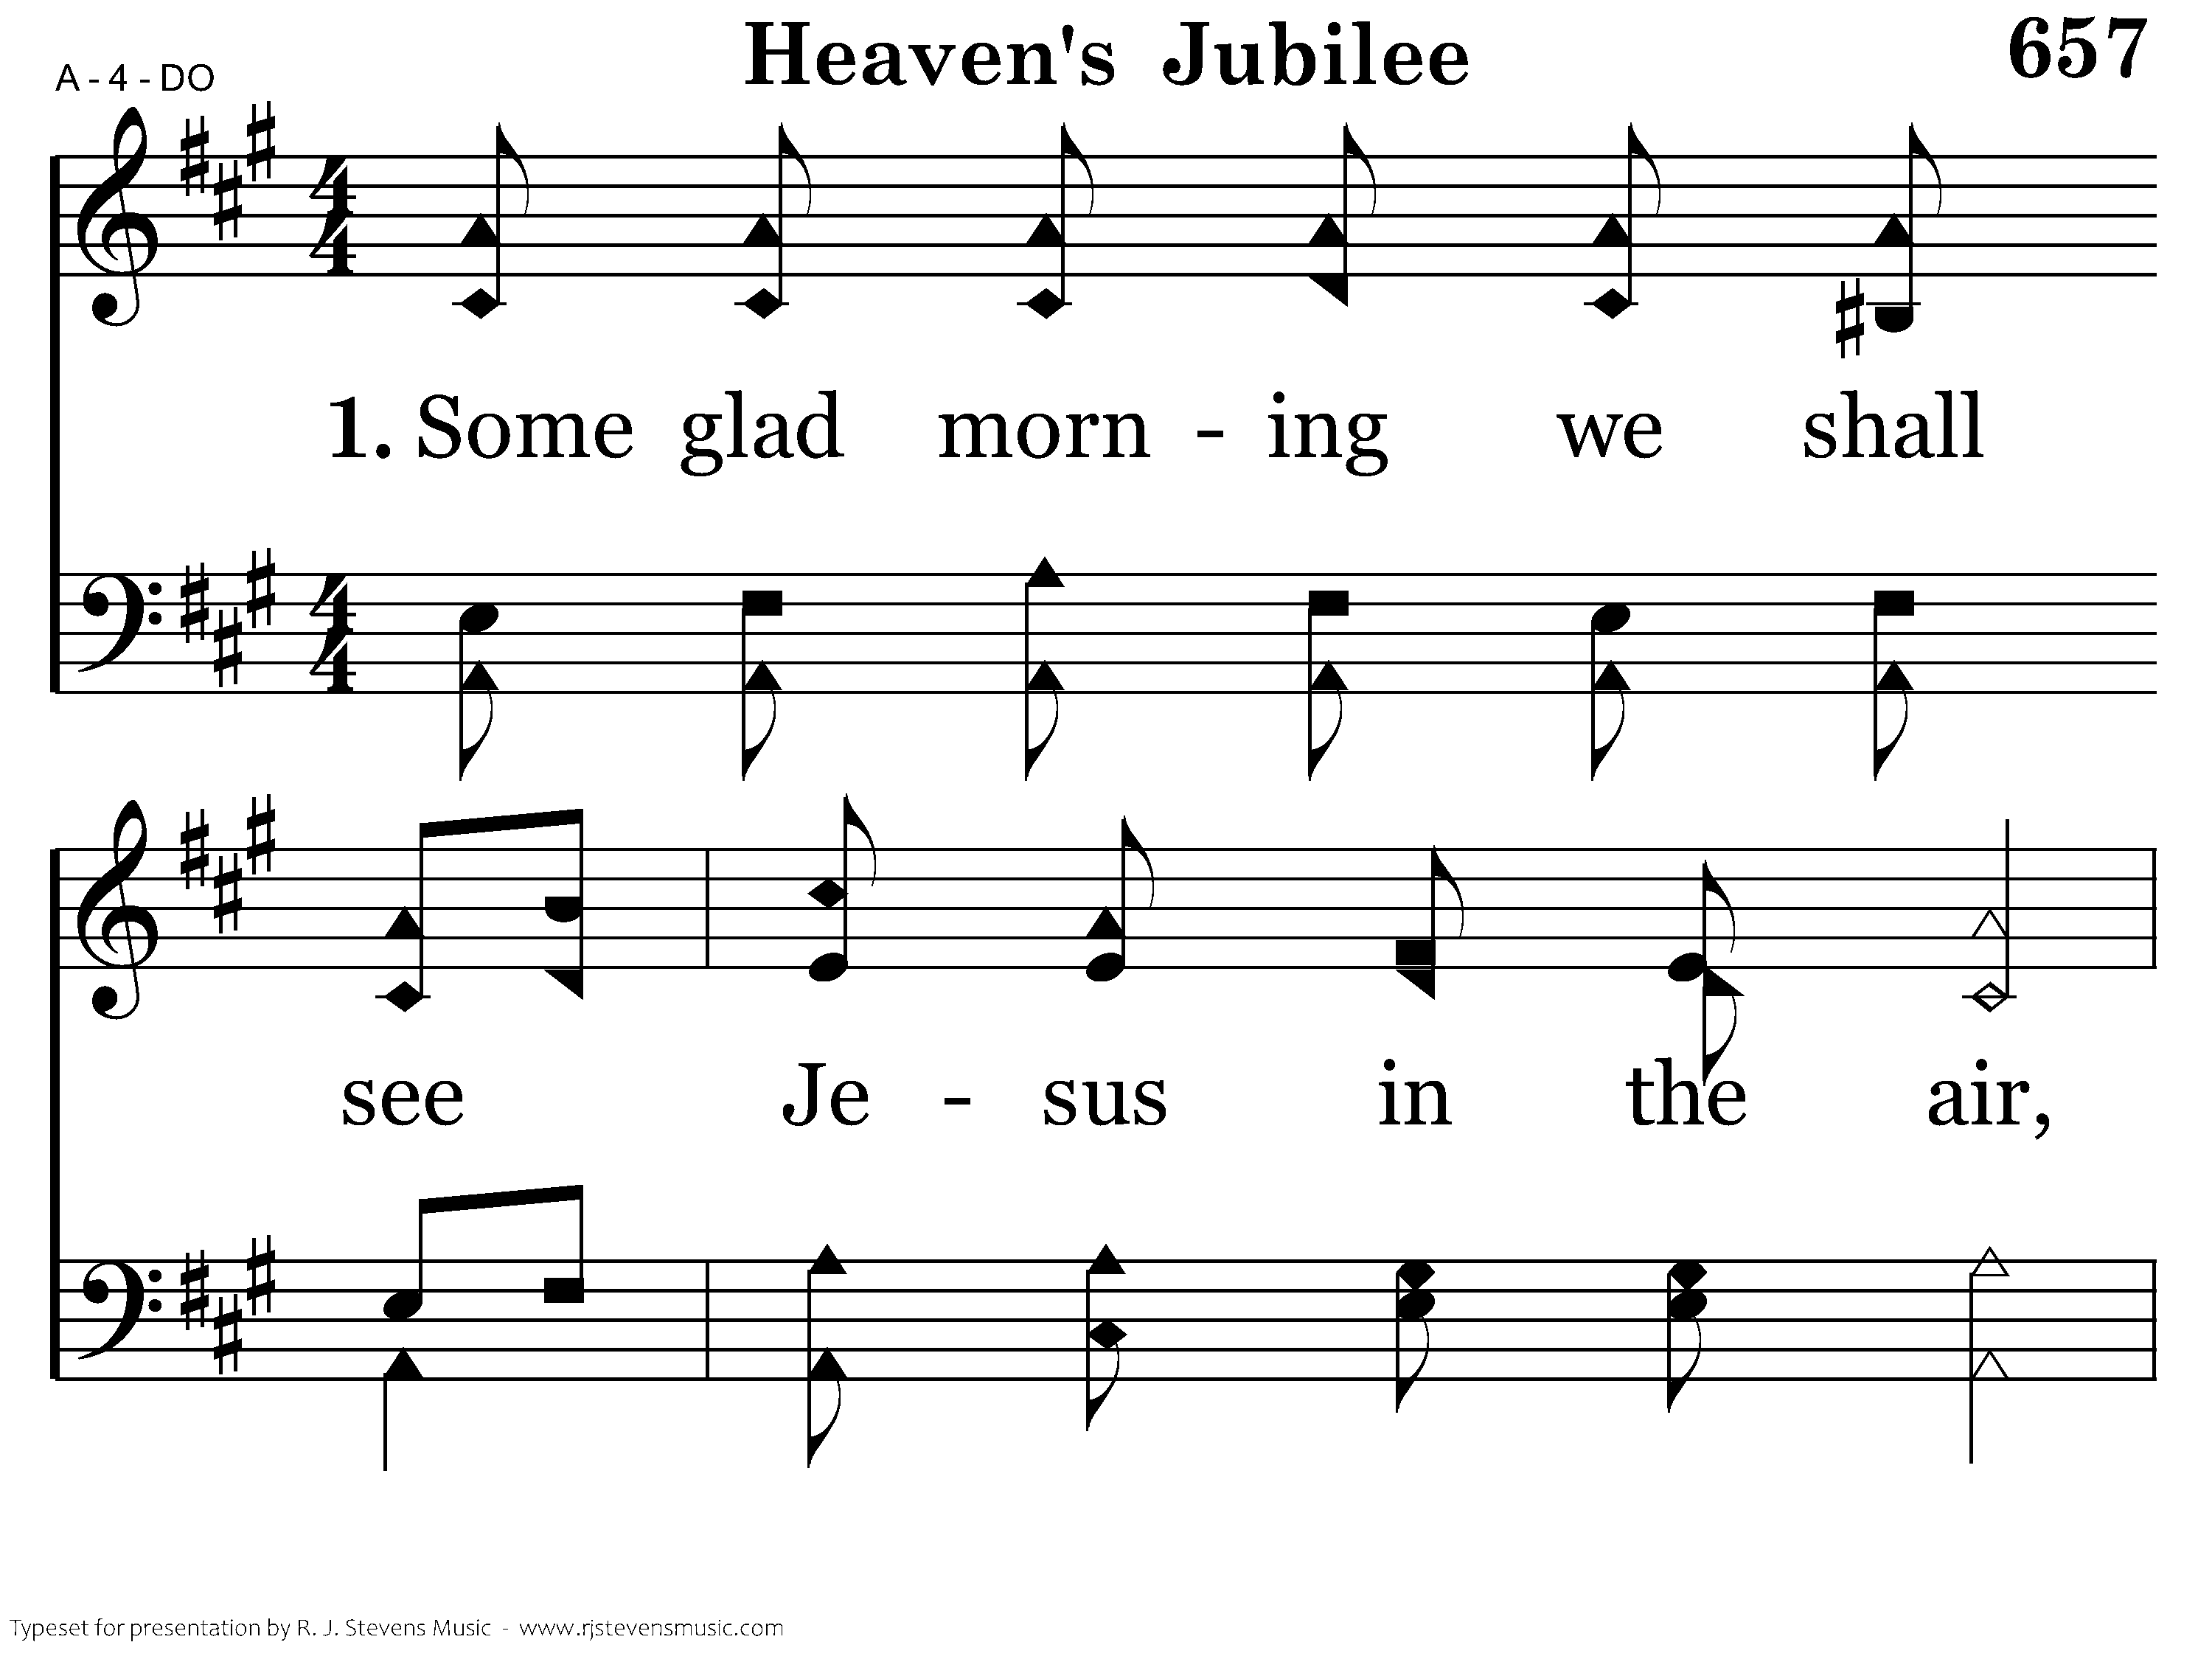 Heaven's Jubilee 657
A - 4 - DO
1. Some glad morn - ing we shall
see Je - sus in the air,
Typeset for presentation by R. J. Stevens Music - www.rjstevensmusic.com